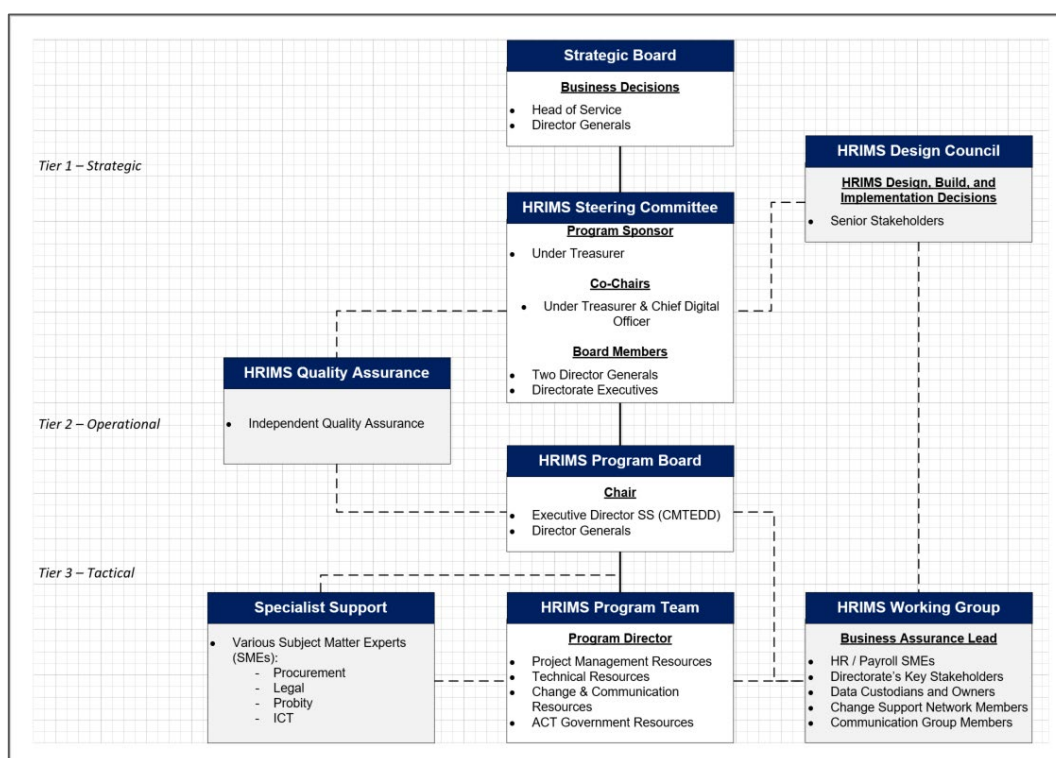 Strategic Board
Business Decisions
• Head of Service
• Director Generals
Tier 1 – Strategic
HRIMS Design Council
HRIMS Design, Build, and
Implementation Decisions
• Senior Stakeholders
HRIMS Steering Committee
Program Sponsor
• Under Treasurer
Co-Chairs
• Under Treasurer & Chief Digital
Officer
Board Members
• Two Director Generals
• Directorate Executives
HRIMS Quality Assurance
• Independent Quality Assurance
Tier 2 – Operational
HRIMS Program Board
Chair
• Executive Director SS (CMTEDD)
• Director Generals
Tier 3 – Tactical
Specialist Support
• Various Subject Matter Experts
(SMEs):
- Procurement
- Legal
- Probity
- ICT
HRIMS Program Team
Program Director
• Project Management Resources
• Technical Resources
• Change & Communication
Resources
• ACT Government Resources
HRIMS Working Group
Business Assurance Lead
• HR / Payroll SMEs
• Directorate's Key Stakeholders
• Data Custodians and Owners
• Change Support Network Members
• Communication Group Members